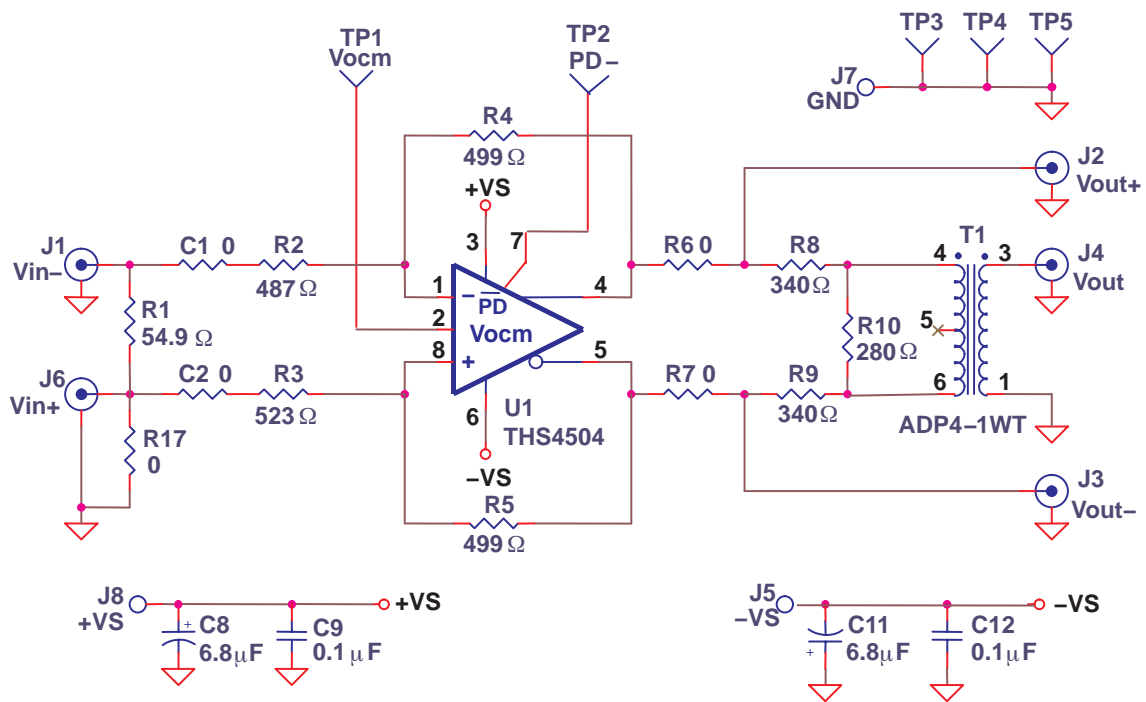 TP1
Vocm
TP2
PD–
TP3 TP4 TP5
J7
GND
R4
499 Ω
+VS
J2
Vout+
J1
Vin–
C1 0
R2
487 Ω
3
7
R6 0
R8
340 Ω
4
T1
3
J4
Vout
1
– PD
4
2
Vocm
R1
54.9 Ω
5
R10
280 Ω
8
+
5
J6
Vin+
C2 0
R3
523 Ω
R7 0
R9
340 Ω
6
1
6
U1
THS4504
ADP4–1WT
R17
0
–VS
R5
499 Ω
J3
Vout–
J8
+VS
+VS
+
C8
6.8 µF
C9
0.1 µF
J5
–VS
–VS
+
C11
6.8 µF
C12
0.1 µF